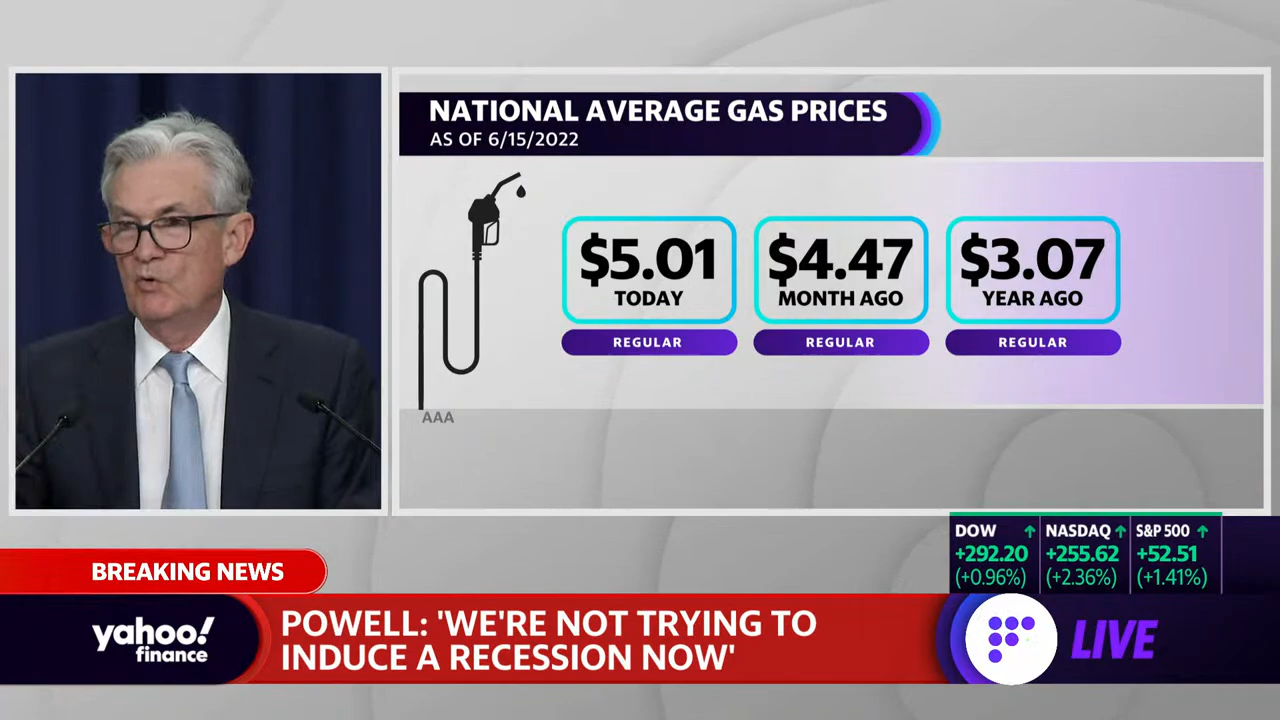 NATIONAL AVERAGE GAS PRICES
AS OF 6/15/2022
$5.01
TODAY
REGULAR
$4.47
MONTH AGO
REGULAR
$3.07
YEAR AGO
REGULAR
AAA
DOW
+292.20
(+0.96%)
NASDAQ
+255.62
(+2.36%)
S&P 500
+52.51
(+1.41%)
BREAKING NEWS
yahoo!
finance
POWELL: 'WE'RE NOT TRYING TO
INDUCE A RECESSION NOW'
LIVE